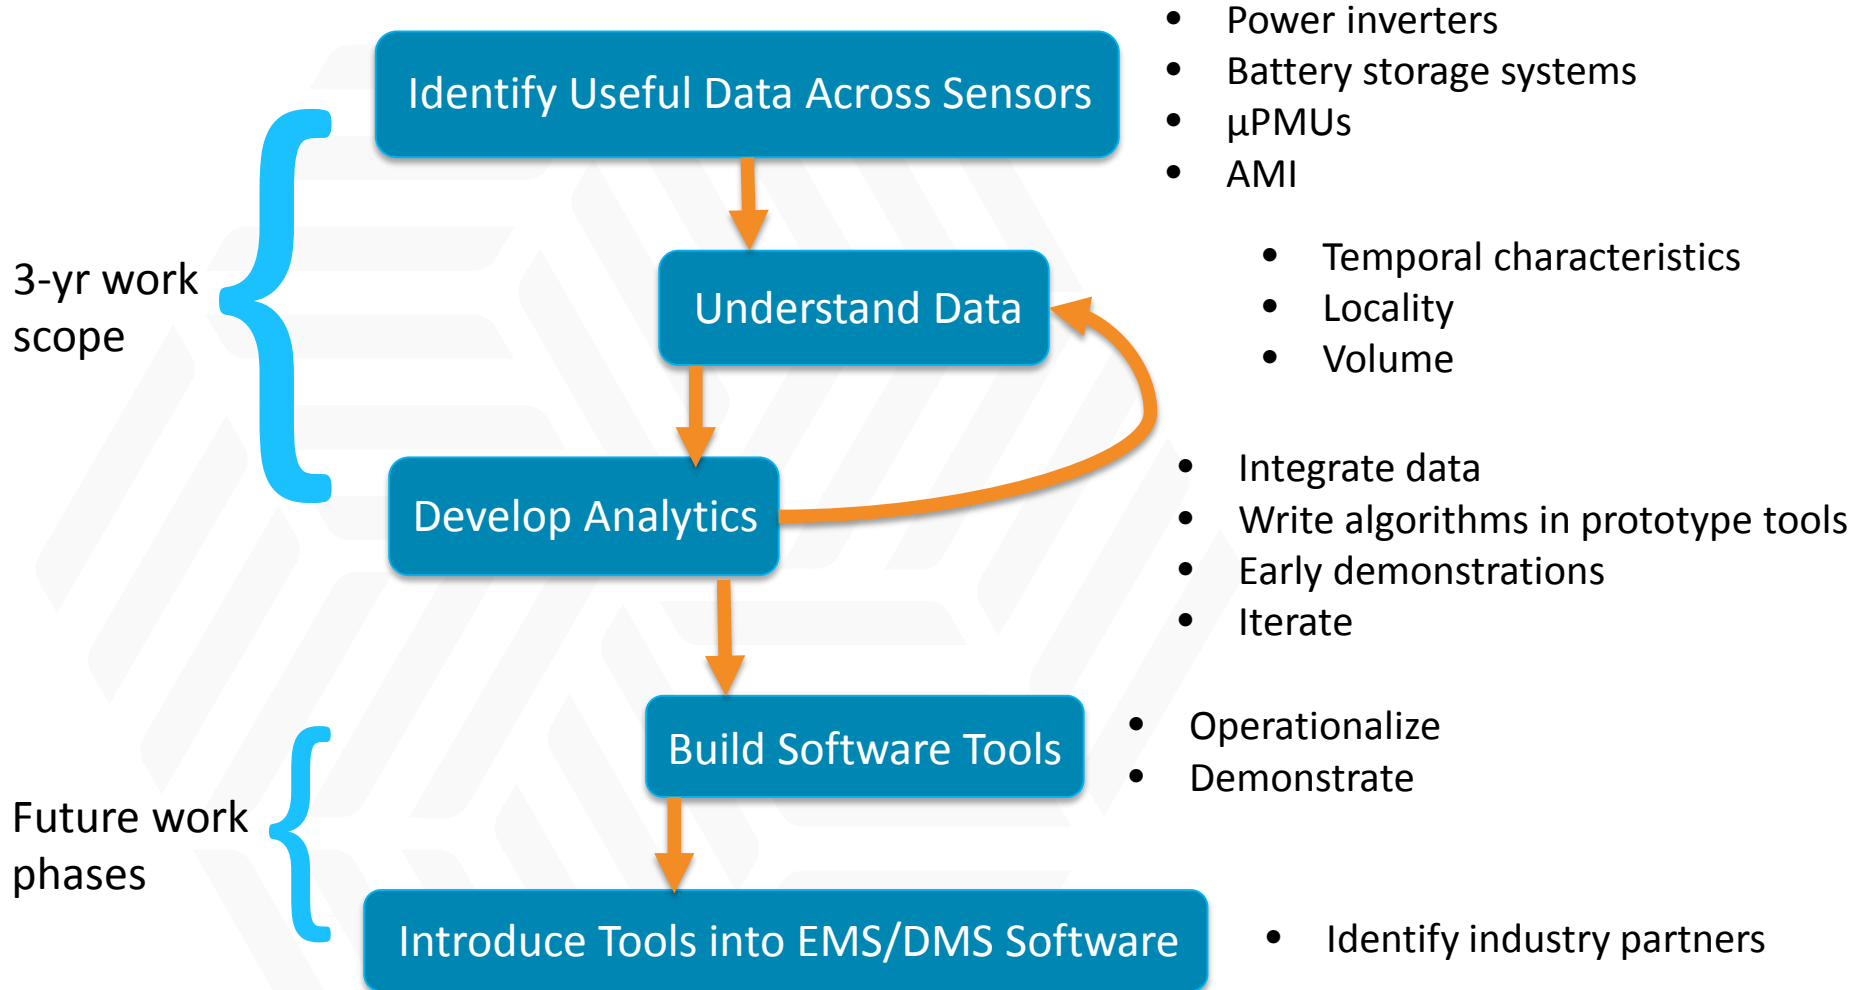 Identify Useful Data Across Sensors
• Power inverters
• Battery storage systems
• µPMUs
• AMI
3-yr work
scope
Understand Data
• Temporal characteristics
• Locality
• Volume
Develop Analytics
• Integrate data
• Write algorithms in prototype tools
• Early demonstrations
• Iterate
Build Software Tools
• Operationalize
• Demonstrate
Future work
phases
Introduce Tools into EMS/DMS Software
• Identify industry partners